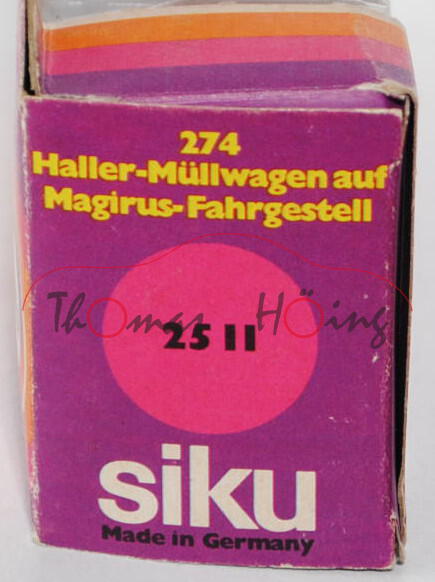 274
Haller-Müllwagen auf
Magirus-Fahrgestell
Thomas Höing
25 II
siku
Made in Germany